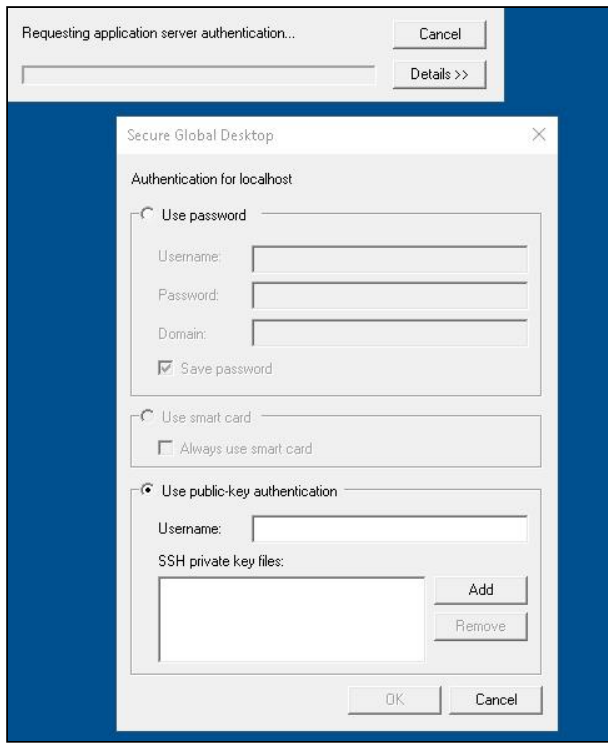 Requesting application server authentication...
Cancel
Details >>
Secure Global Desktop
Authentication for localhost
Use password
Username:
Password:
Domain:
Save password
Use smart card
Always use smart card
Use public-key authentication
Username:
SSH private key files:
Add
Remove
OK
Cancel